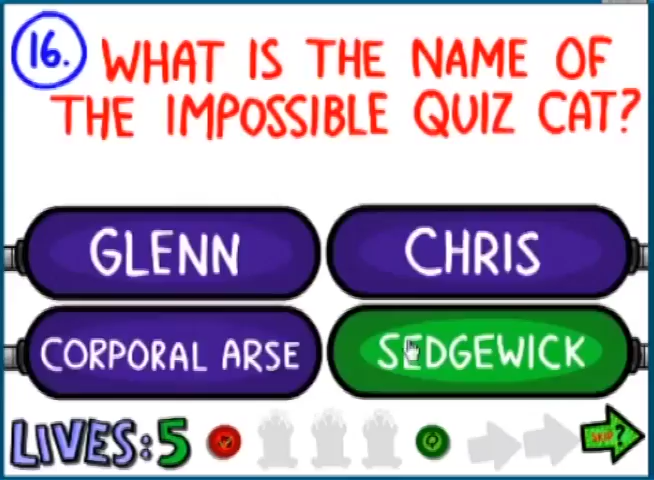 16. WHAT IS THE NAME OF
THE IMPOSSIBLE QUIZ CAT?
GLENN
CHRIS
CORPORAL ARSE
SEDGEWICK
LIVES: 5
SKIP?